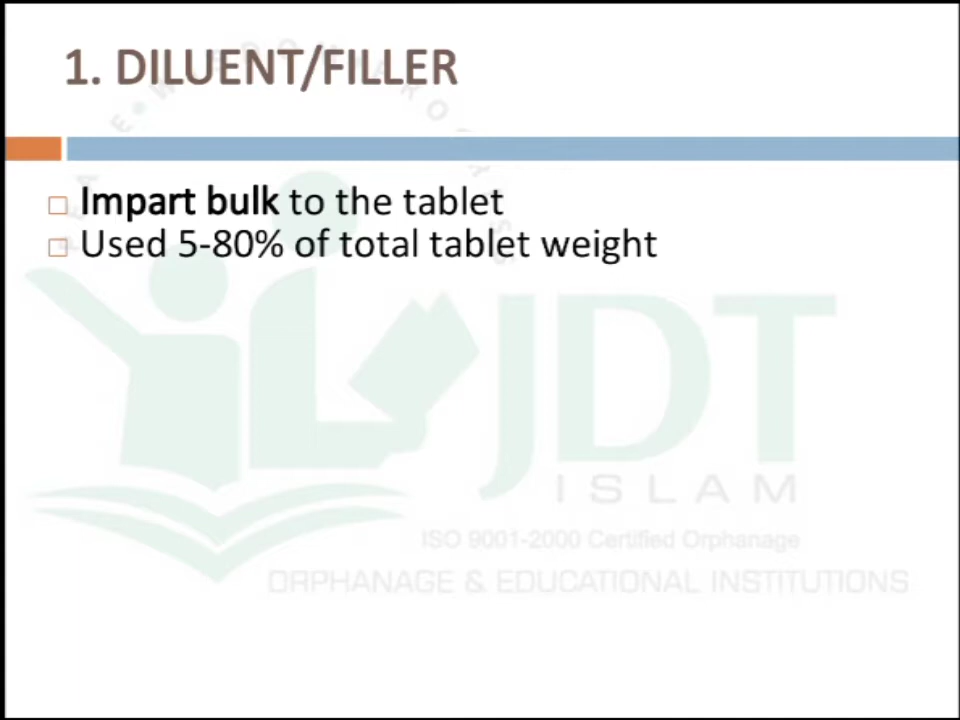 1. DILUENT/FILLER
Impart bulk to the tablet
Used 5-80% of total tablet weight
JDT
ISLAM
ISO 9001-2000 Certified Orphanage
ORPHANAGE & EDUCATIONAL INSTITUTIONS